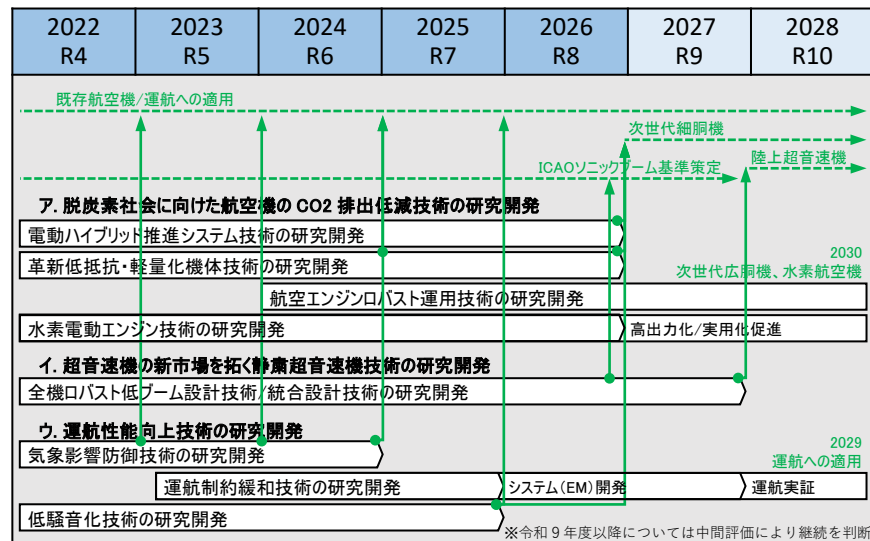 2022 2023 2024 2025 2026 2027 2028
R4 R5 R6 R7 R8 R9 R10
既存航空機/運航への適用
次世代細胴機
ICAOソニックブーム基準策定
陸上超音速機
ア. 脱炭素社会に向けた航空機の CO2 排出低減技術の研究開発
電動ハイブリッド推進システム技術の研究開発
革新低抵抗・軽量化機体技術の研究開発
2030
次世代広胴機、水素航空機
航空エンジンロバスト運用技術の研究開発
水素電動エンジン技術の研究開発
高出力化/実用化促進
イ. 超音速機の新市場を拓く静粛超音速機技術の研究開発
全機ロバスト低ブーム設計技術/統合設計技術の研究開発
ウ. 運航性能向上技術の研究開発
気象影響防御技術の研究開発
2029
運航への適用
運航制約緩和技術の研究開発
システム(EM)開発
運航実証
低騒音化技術の研究開発
※令和9年度以降については中間評価により継続を判断